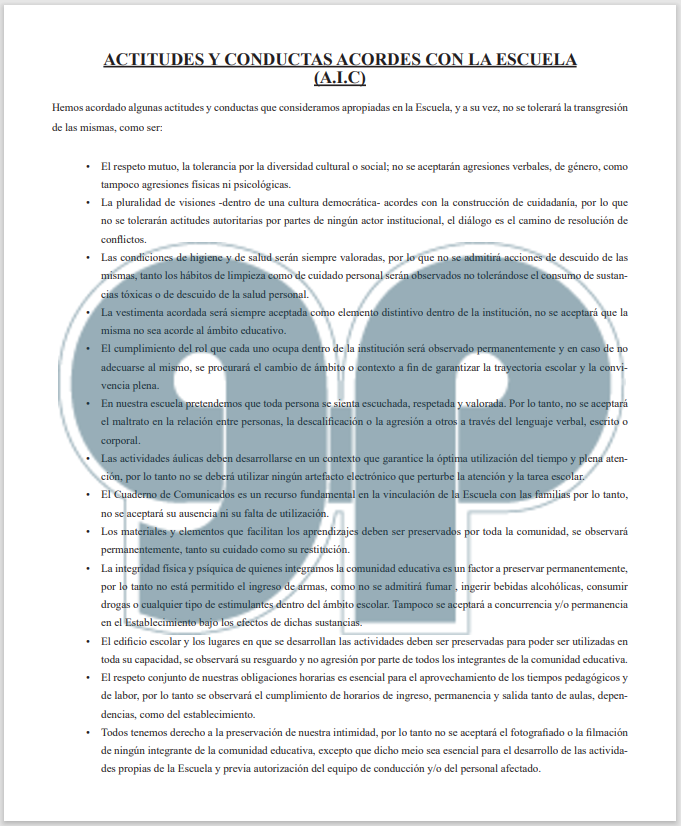 ACTITUDES Y CONDUCTAS ACORDES CON LA ESCUELA
(A.I.C)
Hemos acordado algunas actitudes y conductas que consideramos apropiadas en la Escuela, y a su vez, no se tolerará la transgresión
de las mismas, como ser:
• El respeto mutuo, la tolerancia por la diversidad cultural o social; no se aceptarán agresiones verbales, de género, como
tampoco agresiones físicas ni psicológicas.
• La pluralidad de visiones -dentro de una cultura democrática- acordes con la construcción de cuidadanía, por lo que
no se tolerarán actitudes autoritarias por partes de ningún actor institucional, el diálogo es el camino de resolución de
conflictos.
• Las condiciones de higiene y de salud serán siempre valoradas, por lo que no se admitirá acciones de descuido de las
mismas, tanto los hábitos de limpieza como de cuidado personal serán observados no tolerándose el consumo de sustan-
cias tóxicas o de descuido de la salud personal.
• La vestimenta acordada será siempre aceptada como elemento distintivo dentro de la institución, no se aceptará que la
misma no sea acorde al ámbito educativo.
• El cumplimiento del rol que cada uno ocupa dentro de la institución será observado permanentemente y en caso de no
adecuarse al mismo, se procurará el cambio de ámbito o contexto a fin de garantizar la trayectoria escolar y la convi-
vencia plena.
• En nuestra escuela pretendemos que toda persona se sienta escuchada, respetada y valorada. Por lo tanto, no se aceptará
el maltrato en la relación entre personas, la descalificación o la agresión a otros a través del lenguaje verbal, escrito o
corporal.
• Las actividades áulicas deben desarrollarse en un contexto que garantice la óptima utilización del tiempo y plena aten-
ción, por lo tanto no se deberá utilizar ningún artefacto electrónico que perturbe la atención y la tarea escolar.
• El Cuaderno de Comunicados es un recurso fundamental en la vinculación de la Escuela con las familias por lo tanto,
no se aceptará su ausencia ni su falta de utilización.
• Los materiales y elementos que facilitan los aprendizajes deben ser preservados por toda la comunidad, se observará
permanentemente, tanto su cuidado como su restitución.
• La integridad física y psíquica de quienes integramos la comunidad educativa es un factor a preservar permanentemente,
por lo tanto no está permitido el ingreso de armas, como no se admitirá fumar , ingerir bebidas alcohólicas, consumir
drogas o cualquier tipo de estimulantes dentro del ámbito escolar. Tampoco se aceptará a concurrencia y/o permanencia
en el Establecimiento bajo los efectos de dichas sustancias.
• El edificio escolar y los lugares en que se desarrollan las actividades deben ser preservadas para poder ser utilizadas en
toda su capacidad, se observará su resguardo y no agresión por parte de todos los integrantes de la comunidad educativa.
• El respeto conjunto de nuestras obligaciones horarias es esencial para el aprovechamiento de los tiempos pedagógicos y
de labor, por lo tanto se observará el cumplimiento de horarios de ingreso, permanencia y salida tanto de aulas, depen-
dencias, como del establecimiento.
• Todos tenemos derecho a la preservación de nuestra intimidad, por lo tanto no se aceptará el fotografiado o la filmación
de ningún integrante de la comunidad educativa, excepto que dicho meio sea esencial para el desarrollo de las activida-
des propias de la Escuela y previa autorización del equipo de conducción y/o del personal afectado.